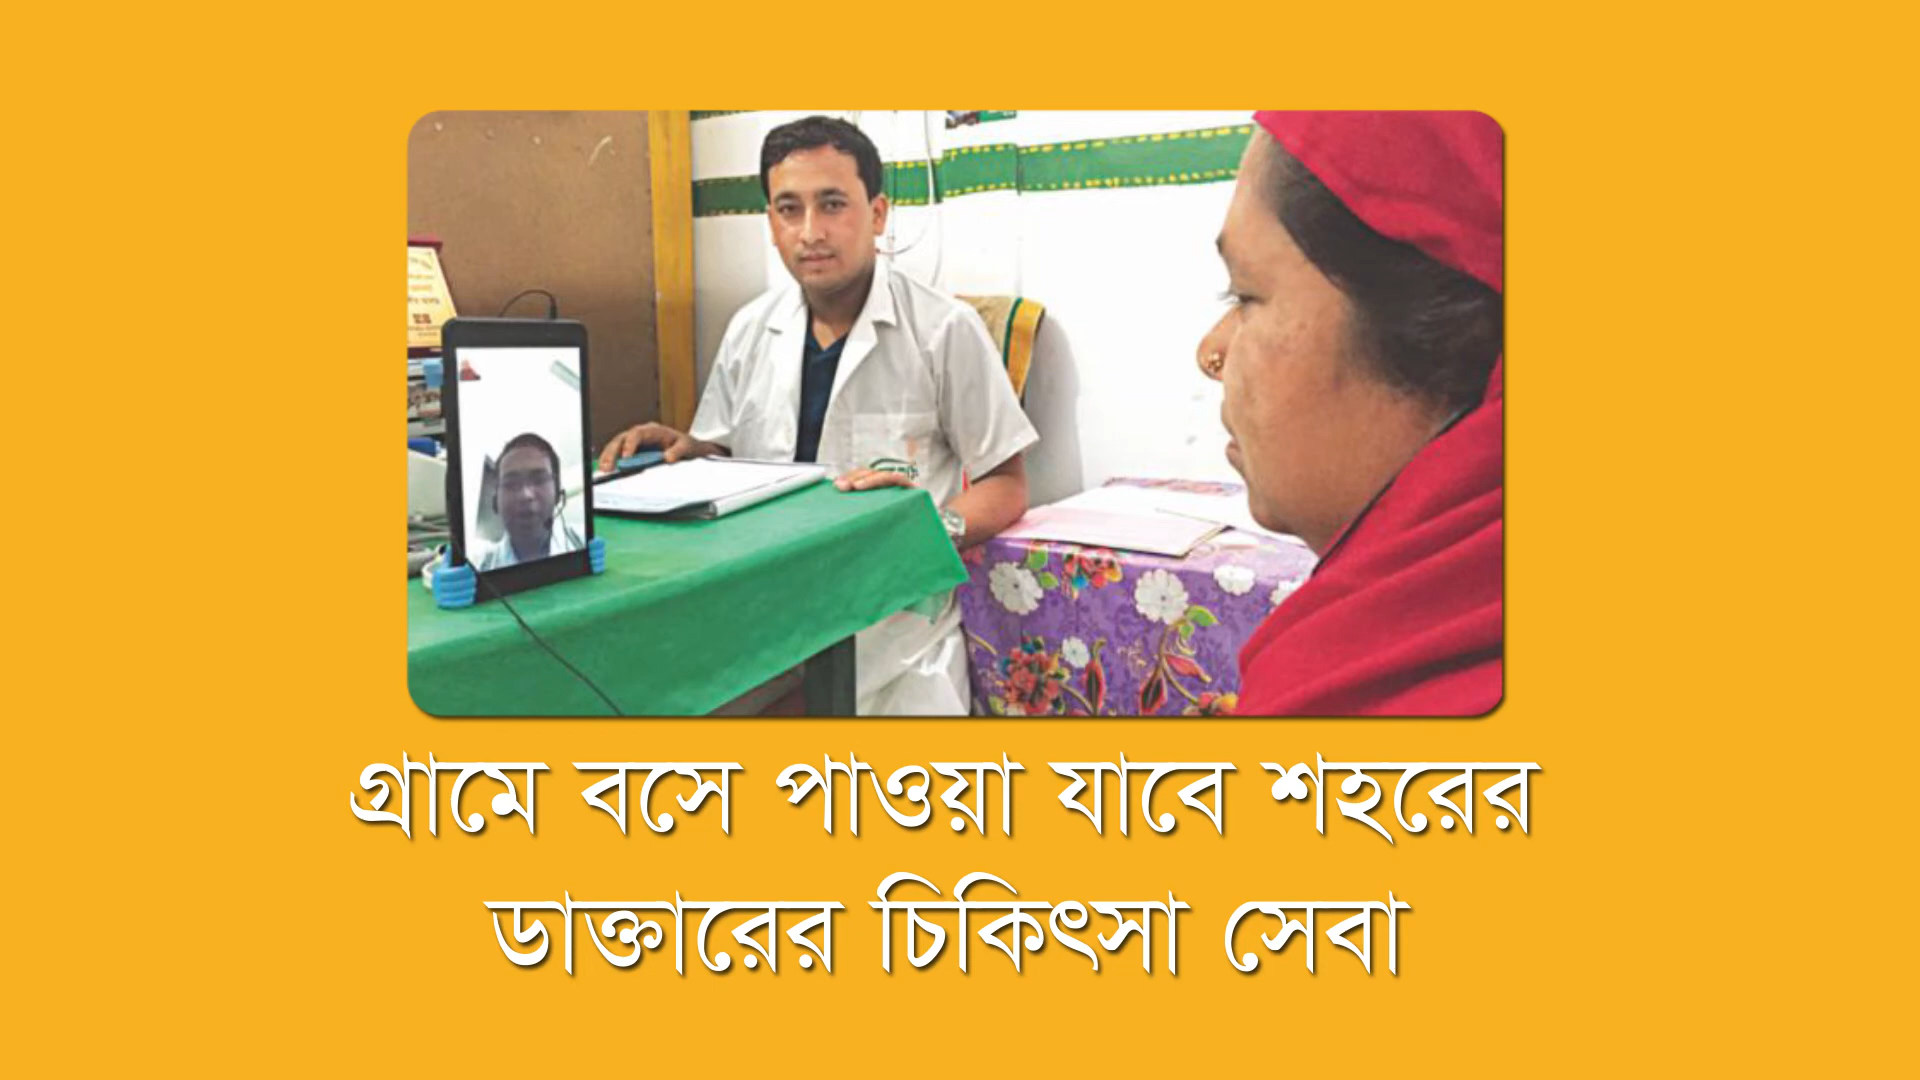 গ্রামে বসে পাওয়া যাবে শহরের
ডাক্তারের চিকিৎসা সেবা